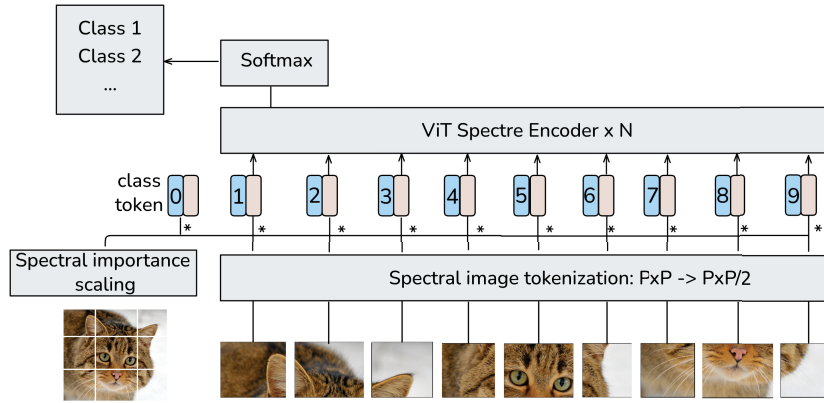 Class 1
Class 2
...
Softmax
ViT Spectre Encoder x N
class
token
0 1 2 3 4 5 6 7 8 9
* * * * * * * * * *
Spectral importance
scaling
Spectral image tokenization: PxP -> PxP/2